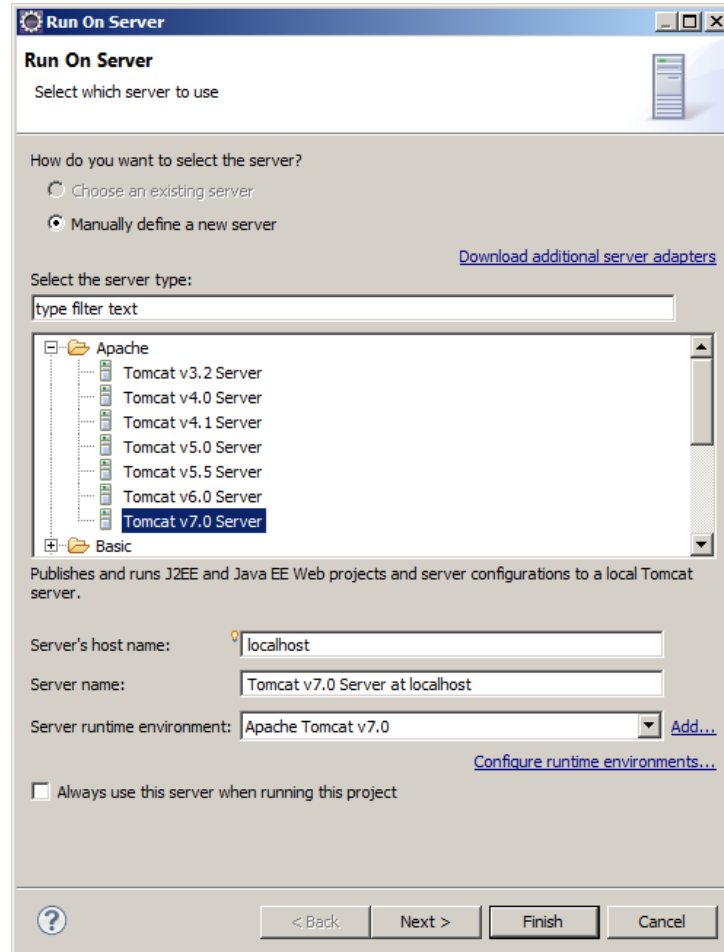 Run On Server
Run On Server
Select which server to use
How do you want to select the server?
Choose an existing server
Manually define a new server
Download additional server adapters
Select the server type:
type filter text
Apache
Tomcat v3.2 Server
Tomcat v4.0 Server
Tomcat v4.1 Server
Tomcat v5.0 Server
Tomcat v5.5 Server
Tomcat v6.0 Server
Tomcat v7.0 Server
Basic
Publishes and runs J2EE and Java EE Web projects and server configurations to a local Tomcat
server.
Server's host name: localhost
Server name: Tomcat v7.0 Server at localhost
Server runtime environment: Apache Tomcat v7.0 Add...
Configure runtime environments...
Always use this server when running this project
? < Back Next > Finish Cancel